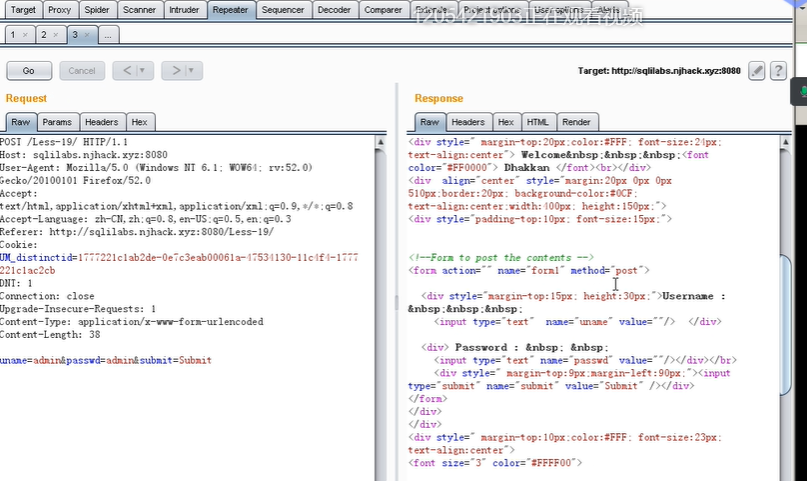 Target Proxy Spider Scanner Intruder Repeater Sequencer Decoder Comparer Extender Project options User options Alerts
1 × 2 × 3 × ...
Go Cancel < | ▾ > | ▾ Target: http://sqlilabs.njhack.xyz:8080 ?
Request
Raw Params Headers Hex
POST /Less-19/ HTTP/1.1
Host: sqlilabs.njhack.xyz:8080
User-Agent: Mozilla/5.0 (Windows NT 6.1; WOW64; rv:52.0)
Gecko/20100101 Firefox/52.0
Accept:
text/html,application/xhtml+xml,application/xml;q=0.9,*/*;q=0.8
Accept-Language: zh-CN,zh;q=0.8,en-US;q=0.5,en;q=0.3
Referer: http://sqlilabs.njhack.xyz:8080/Less-19/
Cookie:
UM_distinctid=1777221c1ab2de-0e7c3eab00061a-47534130-11c4f4-1777
221c1ac2cb
DNT: 1
Connection: close
Upgrade-Insecure-Requests: 1
Content-Type: application/x-www-form-urlencoded
Content-Length: 38
uname=admin&passwd=admin&submit=Submit
Response
Raw Headers Hex HTML Render
<div style=" margin-top:20px;color:#FFF; font-size:24px;
text-align:center"> Welcome&nbsp;&nbsp;&nbsp;<font
color="#FF0000"> Dhakkan </font><br></div>
<div  align="center" style="margin:20px 0px 0px
510px;border:20px; background-color:#0CF;
text-align:center;width:400px; height:150px;">
<div style="padding-top:10px; font-size:15px;">
<!--Form to post the contents -->
<form action="" name="form1" method="post">
<div style="margin-top:15px; height:30px;">Username :
&nbsp;&nbsp;&nbsp;
<input type="text"  name="uname" value=""/>  </div>
<div> Password : &nbsp; &nbsp;
<input type="text" name="passwd" value=""/></div></br>
<div style=" margin-top:9px;margin-left:90px;"><input
type="submit" name="submit" value="Submit" /></div>
</form>
</div>
</div>
<div style=" margin-top:10px;color:#FFF; font-size:23px;
text-align:center">
<font size="3" color="#FFFF00">